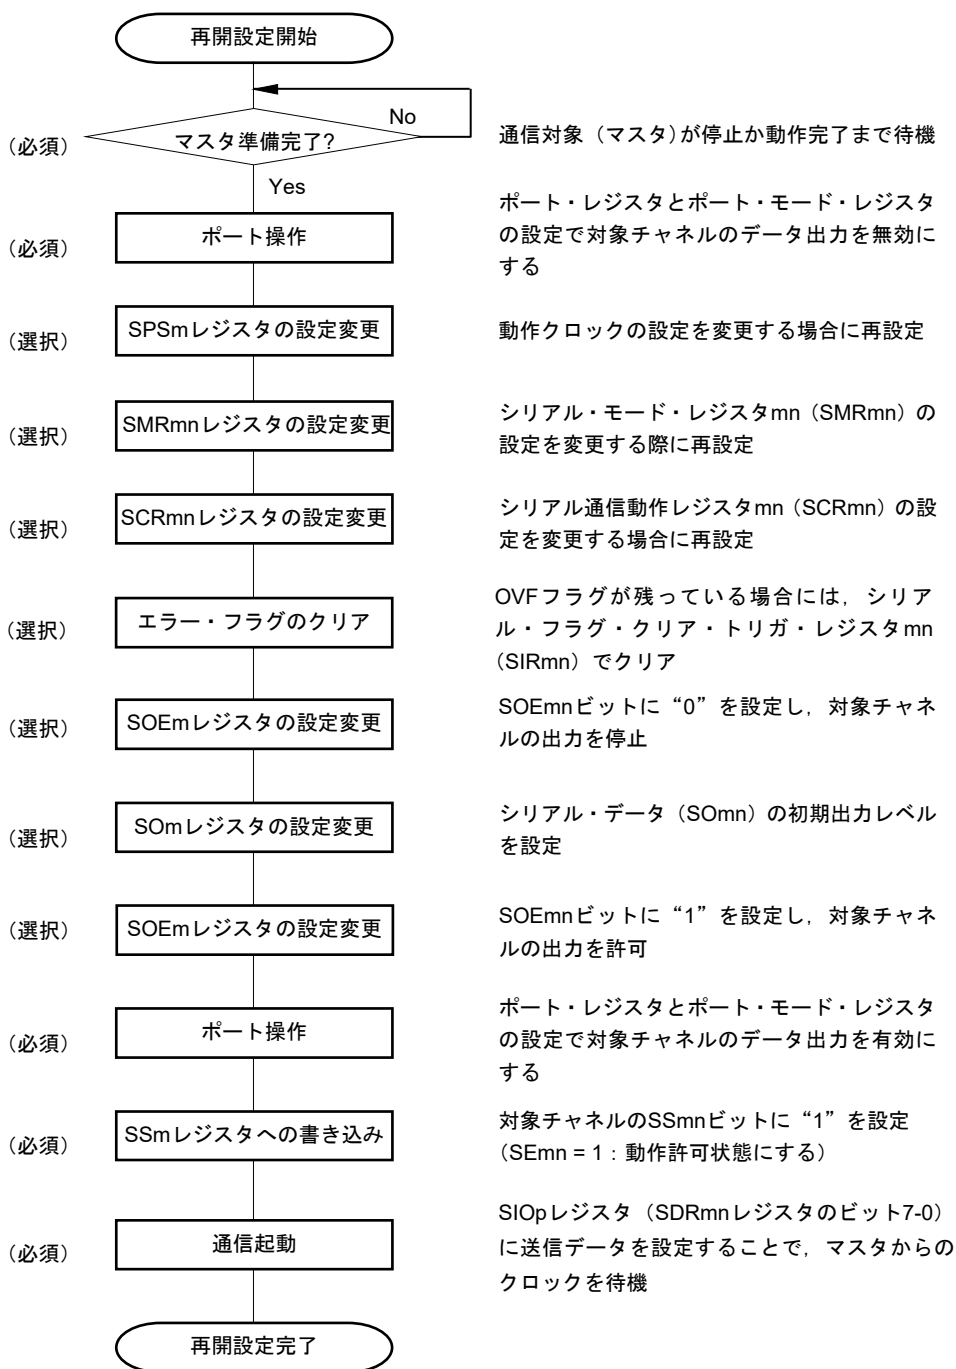 再開設定開始
No
(必須)
マスタ準備完了?
通信対象(マスタ)が停止か動作完了まで待機
Yes
(必須)
ポート操作
ポート・レジスタとポート・モード・レジスタ
の設定で対象チャネルのデータ出力を無効に
する
(選択)
SPSmレジスタの設定変更
動作クロックの設定を変更する場合に再設定
(選択)
SMRmnレジスタの設定変更
シリアル・モード・レジスタmn(SMRmn)の
設定を変更する際に再設定
(選択)
SCRmnレジスタの設定変更
シリアル通信動作レジスタmn(SCRmn)の設
定を変更する場合に再設定
(選択)
エラー・フラグのクリア
OVFフラグが残っている場合には,シリア
ル・フラグ・クリア・トリガ・レジスタmn
(SIRmn)でクリア
(選択)
SOEmレジスタの設定変更
SOEmnビットに“0”を設定し,対象チャネ
ルの出力を停止
(選択)
SOmレジスタの設定変更
シリアル・データ(SOmn)の初期出力レベル
を設定
(選択)
SOEmレジスタの設定変更
SOEmnビットに“1”を設定し,対象チャネ
ルの出力を許可
(必須)
ポート操作
ポート・レジスタとポート・モード・レジスタ
の設定で対象チャネルのデータ出力を有効に
する
(必須)
SSmレジスタへの書き込み
対象チャネルのSSmnビットに“1”を設定
(SEmn = 1:動作許可状態にする)
(必須)
通信起動
SIOpレジスタ(SDRmnレジスタのビット7-0)
に送信データを設定することで,マスタからの
クロックを待機
再開設定完了